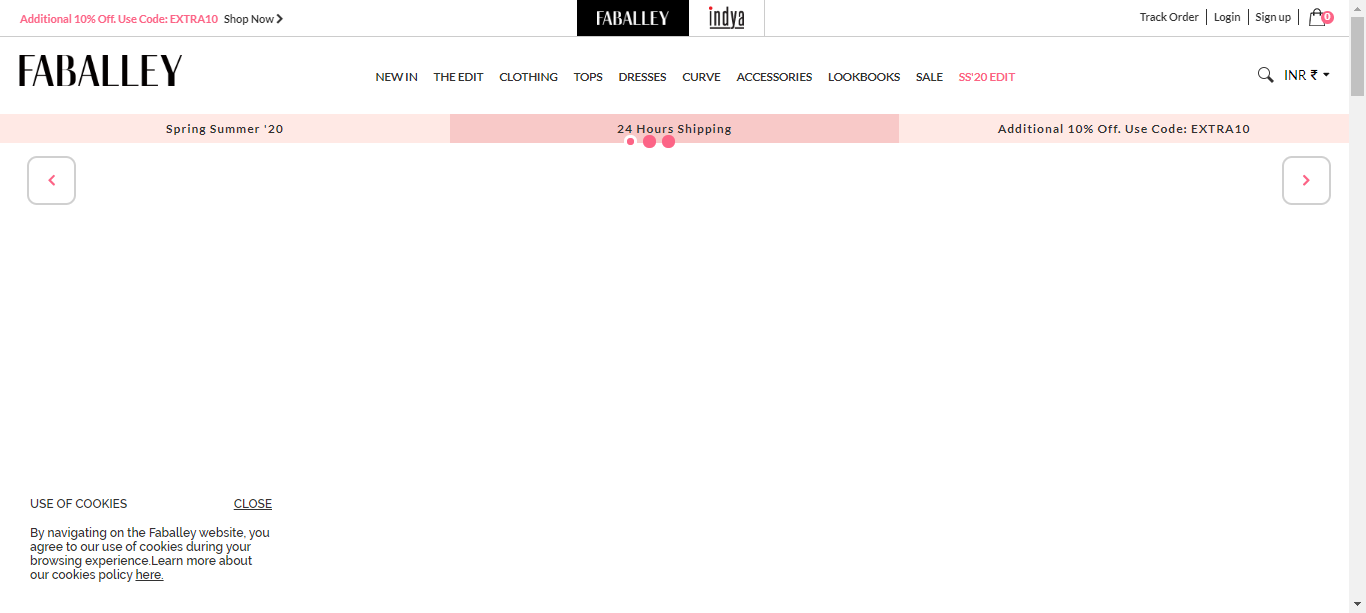 Additional 10% Off. Use Code: EXTRA10 Shop Now
FABALLEY
indya
Track Order
Login
Sign up
0
FABALLEY
NEW IN
THE EDIT
CLOTHING
TOPS
DRESSES
CURVE
ACCESSORIES
LOOKBOOKS
SALE
SS'20 EDIT
INR ₹
Spring Summer '20
24 Hours Shipping
Additional 10% Off. Use Code: EXTRA10
USE OF COOKIES
CLOSE
By navigating on the Faballey website, you
agree to our use of cookies during your
browsing experience.Learn more about
our cookies policy here.